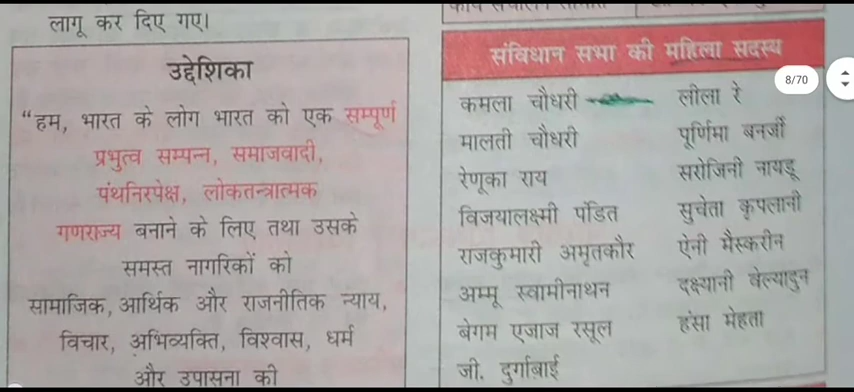 लागू कर दिए गए।
उद्देशिका
“हम, भारत के लोग भारत को एक सम्पूर्ण
प्रभुत्व सम्पन्न, समाजवादी,
पंथनिरपेक्ष, लोकतन्त्रात्मक
गणराज्य बनाने के लिए तथा उसके
समस्त नागरिकों को
सामाजिक, आर्थिक और राजनीतिक न्याय,
विचार, अभिव्यक्ति, विश्वास, धर्म
और उपासना की
संविधान सभा की महिला सदस्य
8/70
कमला चौधरी लीला रे
मालती चौधरी पूर्णिमा बनर्जी
रेणूका राय सरोजिनी नायडू
विजयालक्ष्मी पंडित सुचेता कृपलानी
राजकुमारी अमृतकौर ऐनी मैस्करीन
अम्मू स्वामीनाथन दक्ष्यानी वेल्यादुन
बेगम एजाज रसूल हंसा मेहता
जी. दुर्गाबाई